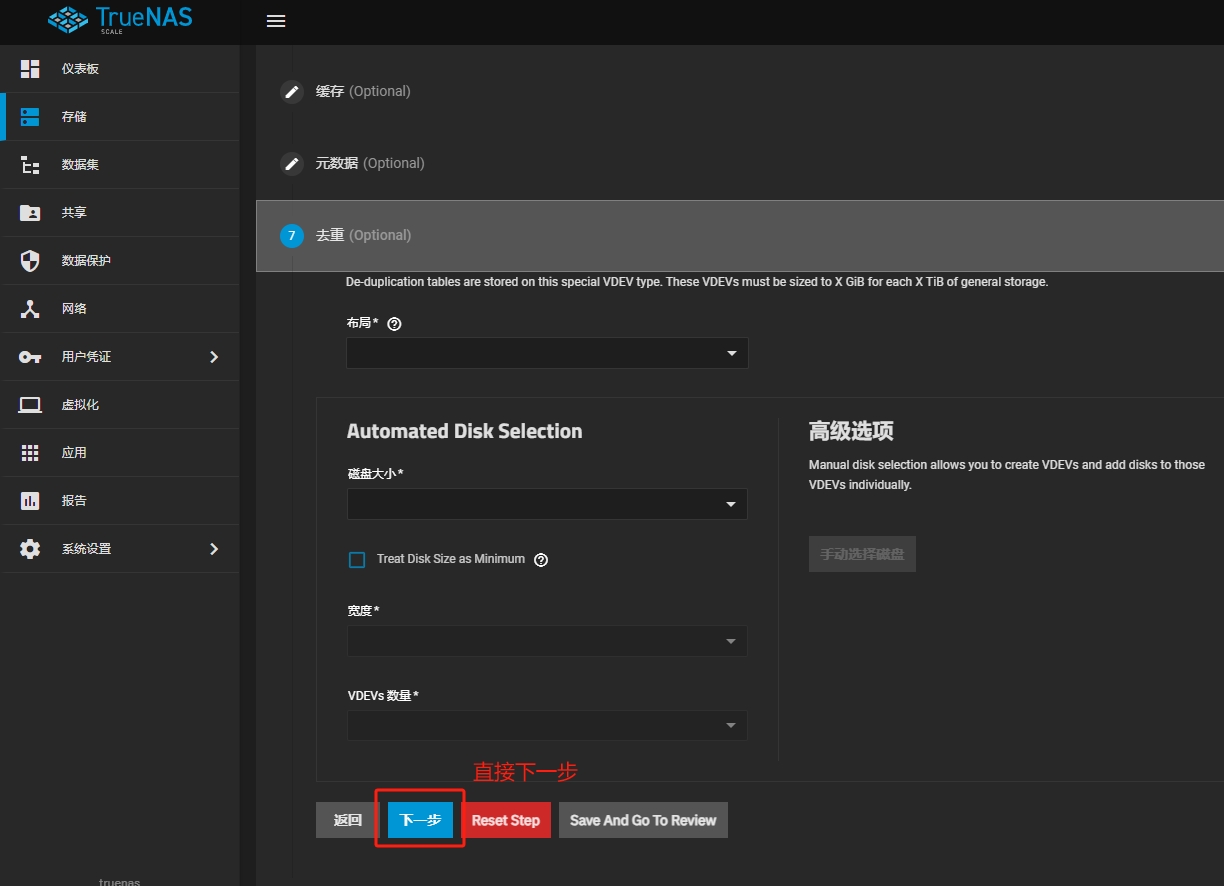 TrueNAS
SCALE
仪表板
存储
数据集
共享
数据保护
网络
用户凭证
虚拟化
应用
报告
系统设置
truenas
缓存 (Optional)
元数据 (Optional)
7 去重 (Optional)
De-duplication tables are stored on this special VDEV type. These VDEVs must be sized to X GiB for each X TiB of general storage.
布局*
Automated Disk Selection
磁盘大小*
Treat Disk Size as Minimum
宽度*
VDEVs 数量*
高级选项
Manual disk selection allows you to create VDEVs and add disks to those
VDEVs individually.
手动选择磁盘
直接下一步
返回 下一步 Reset Step Save And Go To Review